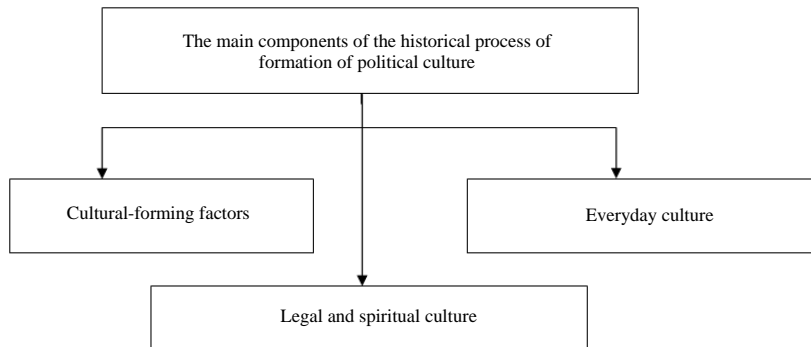 The main components of the historical process of
formation of political culture
Cultural-forming factors
Everyday culture
Legal and spiritual culture